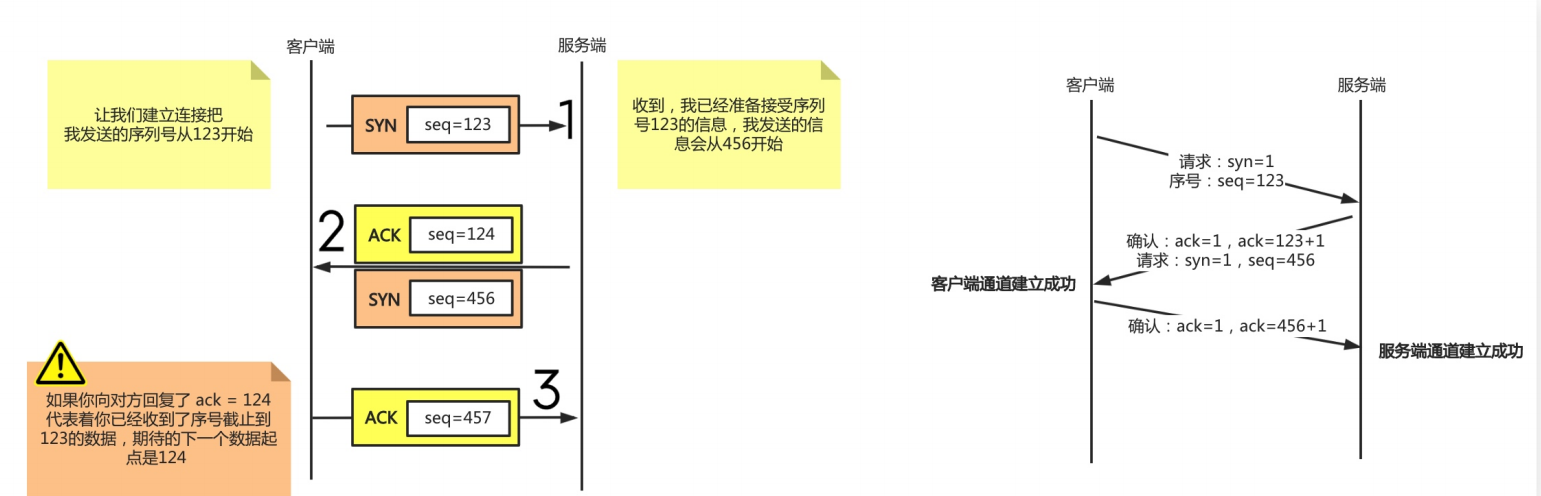 客户端
服务端
让我们建立连接把
我发送的序列号从123开始
SYN
seq=123
1
收到，我已经准备接受序列
号123的信息，我发送的信
息会从456开始
2
ACK
seq=124
SYN
seq=456
如果你向对方回复了 ack = 124
代表着你已经收到了序号截止到
123的数据，期待的下一个数据起
点是124
ACK
seq=457
3
客户端
服务端
请求：syn=1
序号：seq=123
确认：ack=1，ack=123+1
请求：syn=1，seq=456
客户端通道建立成功
确认：ack=1，ack=456+1
服务端通道建立成功